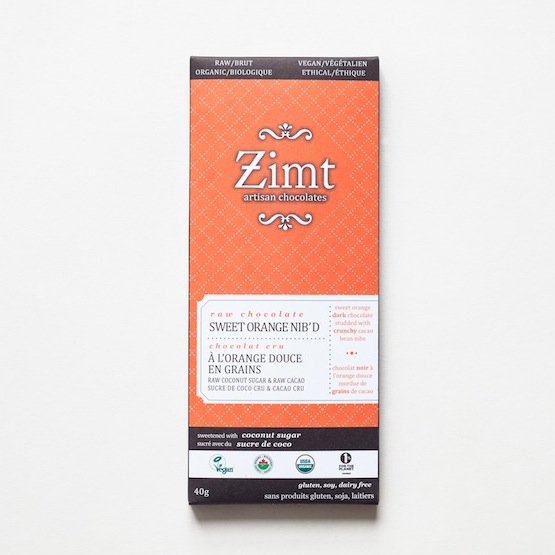 RAW/BRUT
ORGANIC/BIOLOGIQUE
VEGAN/VÉGÉTALIEN
ETHICAL/ÉTHIQUE
Zimt
artisan chocolates
raw chocolate
SWEET ORANGE NIB'D
chocolat cru
À L'ORANGE DOUCE
EN GRAINS
RAW COCONUT SUGAR & RAW CACAO
SUCRE DE COCO CRU & CACAO CRU
sweet orange
dark chocolate
studded with
crunchy cacao
bean nibs
chocolat noir à
l'orange douce
mordue de
grains de cacao
sweetened with coconut sugar
sucré avec du sucre de coco
Vegan
USDA
ORGANIC
FOR THE
PLANET
gluten, soy, dairy free
40g
sans produits gluten, soja, laitiers